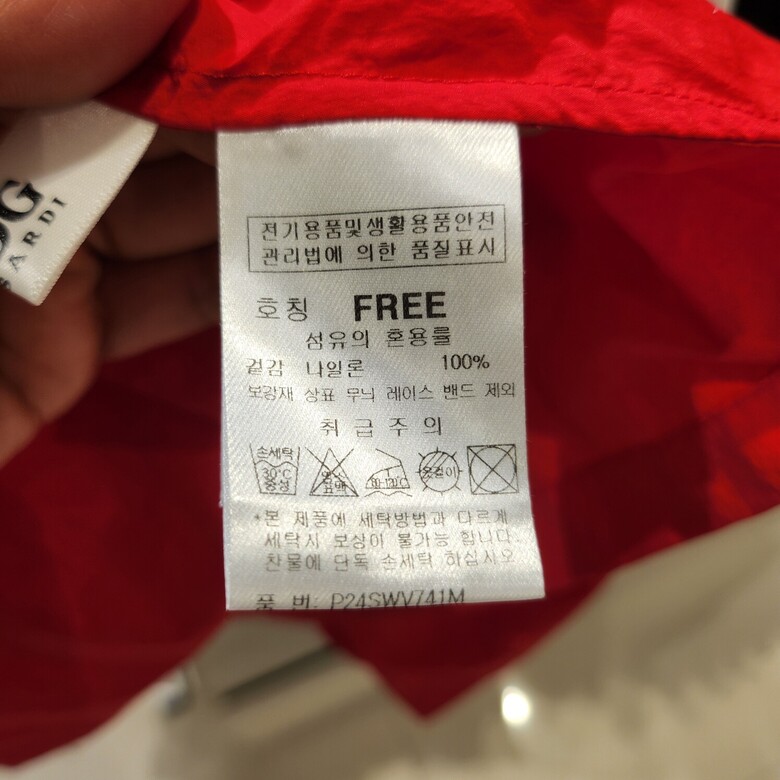 OG
BARDI
전기용품및생활용품안전
관리법에 의한 품질표시
호칭 FREE
섬유의 혼용률
겉감 나일론 100%
보강재 상표 무늬 레이스 밴드 제외
취급주의
손세탁
30℃
중성
옷걸이
*본 제품에 세탁방법과 다르게
세탁시 보상이 불가능 합니다.
찬물에 단독 손세탁 하십시오
품 번: P24SWV741M